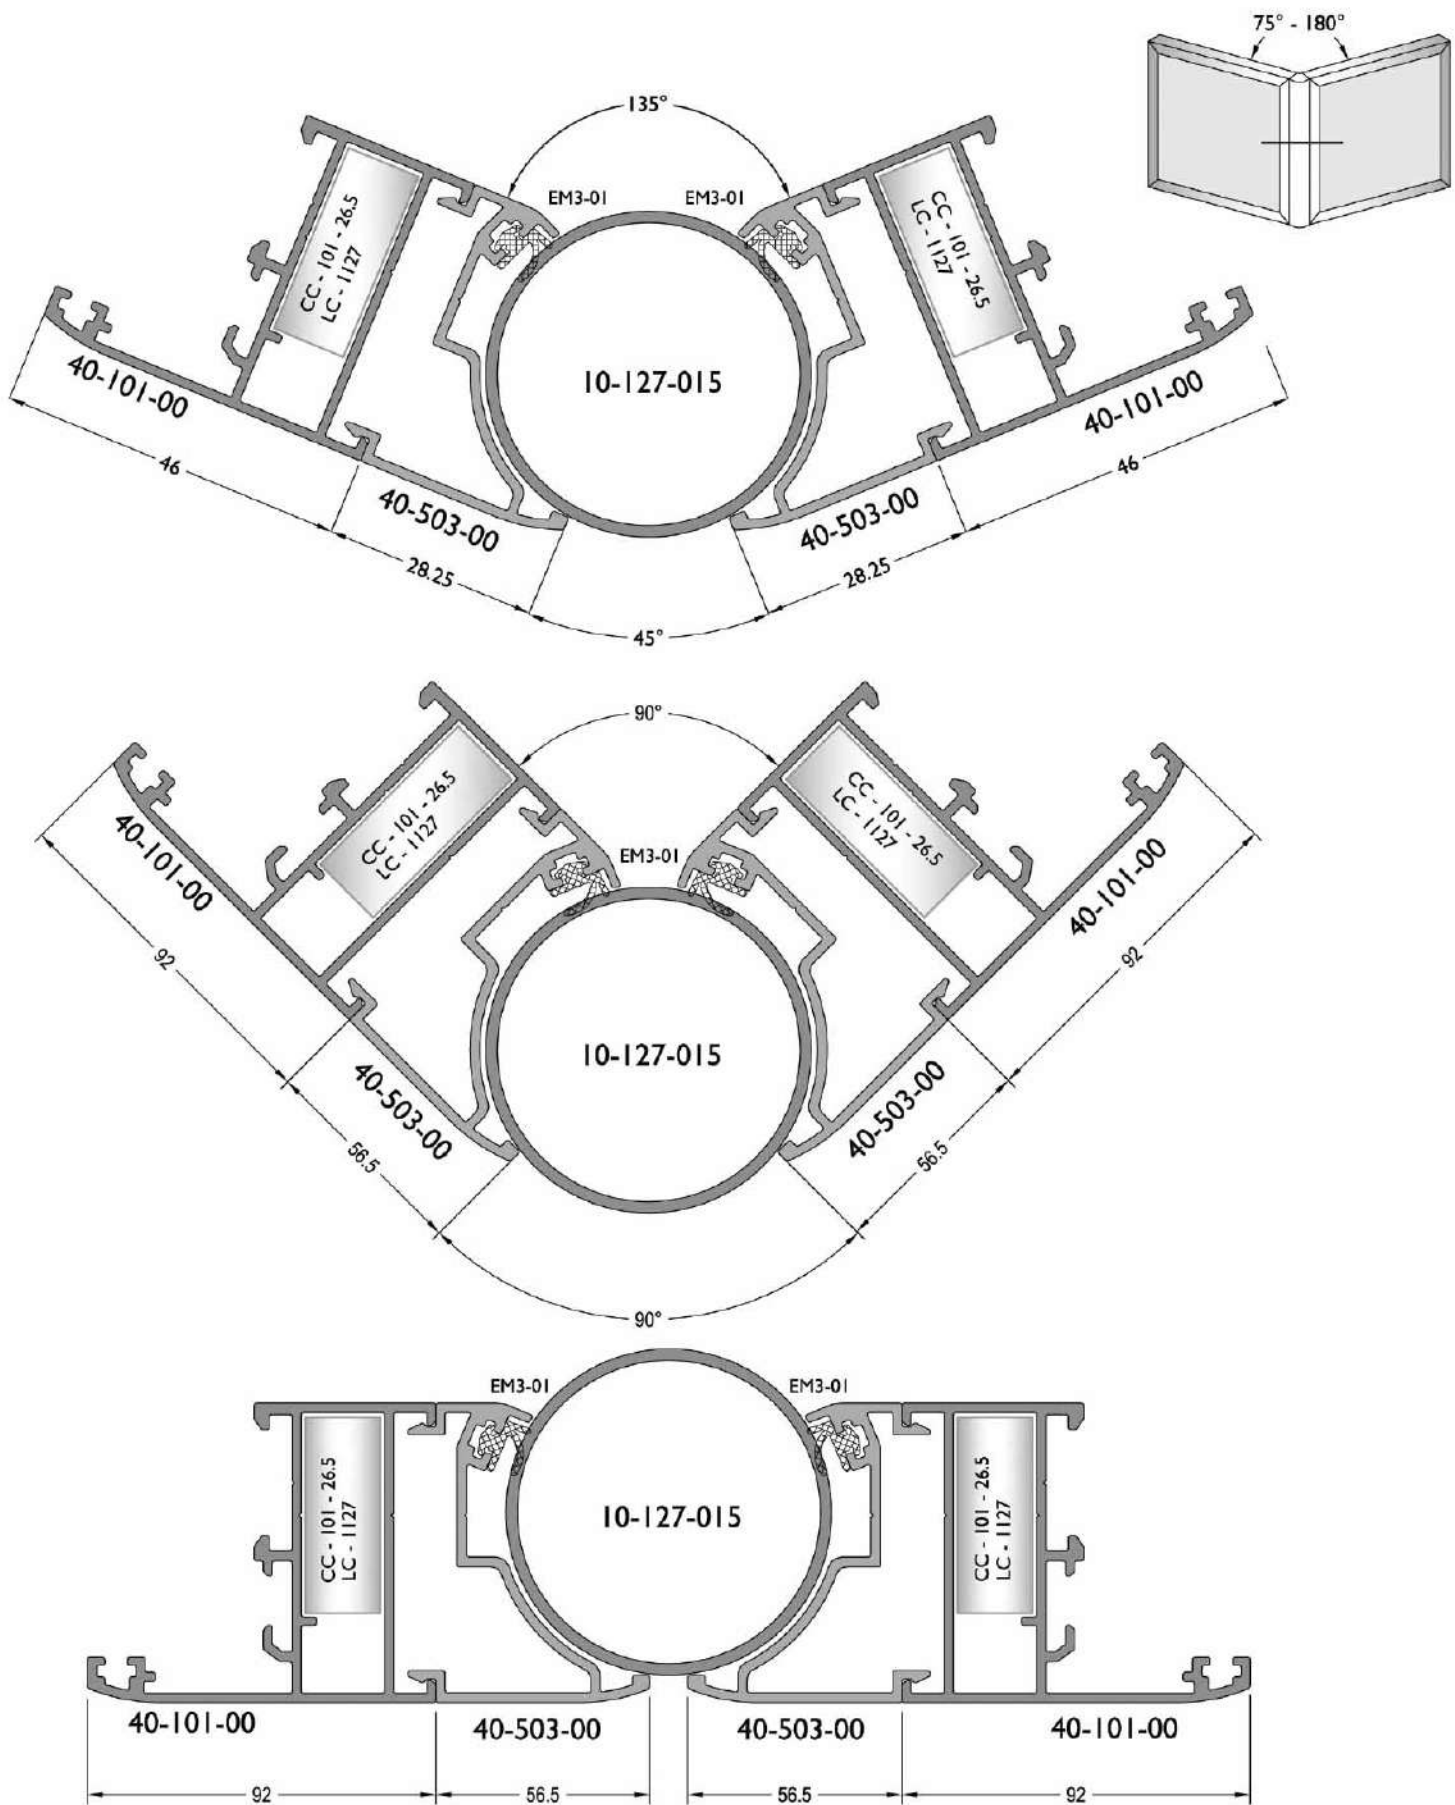 75° - 180°
135°
EM3-01
EM3-01
CC - 101 - 26.5
LC - 1127
CC - 101 - 26.5
LC - 1127
10-127-015
40-101-00
40-101-00
46
46
40-503-00
40-503-00
28.25
28.25
45°
90°
CC - 101 - 26.5
LC - 1127
CC - 101 - 26.5
LC - 1127
EM3-01
40-101-00
40-101-00
92
92
10-127-015
40-503-00
40-503-00
56.5
56.5
90°
EM3-01
EM3-01
CC - 101 - 26.5
LC - 1127
10-127-015
CC - 101 - 26.5
LC - 1127
40-101-00
40-503-00
40-503-00
40-101-00
92
56.5
56.5
92